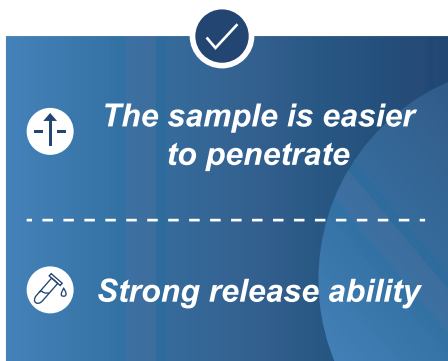 The sample is easier
to penetrate
Strong release ability